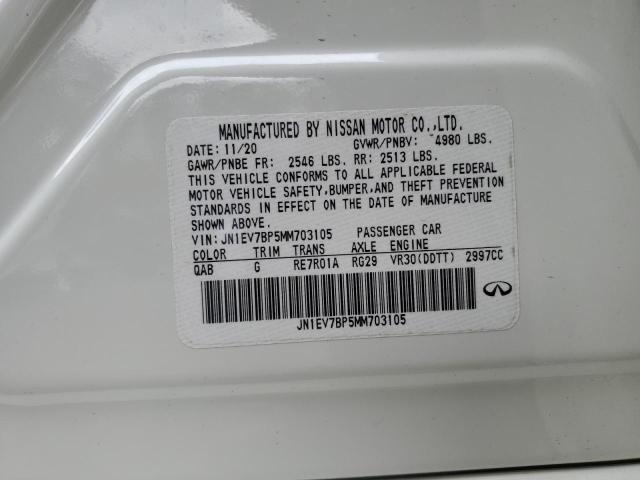 MANUFACTURED BY NISSAN MOTOR CO.,LTD.
DATE: 11/20 GVWR/PNBV: 4980 LBS.
GAWR/PNBE FR: 2546 LBS. RR: 2513 LBS.
THIS VEHICLE CONFORMS TO ALL APPLICABLE FEDERAL
MOTOR VEHICLE SAFETY,BUMPER,AND THEFT PREVENTION
STANDARDS IN EFFECT ON THE DATE OF MANUFACTURE
SHOWN ABOVE.
VIN: JN1EV7BP5MM703105 PASSENGER CAR
COLOR TRIM TRANS AXLE ENGINE
QAB G RE7R01A RG29 VR30(DDTT) 2997CC
JN1EV7BP5MM703105